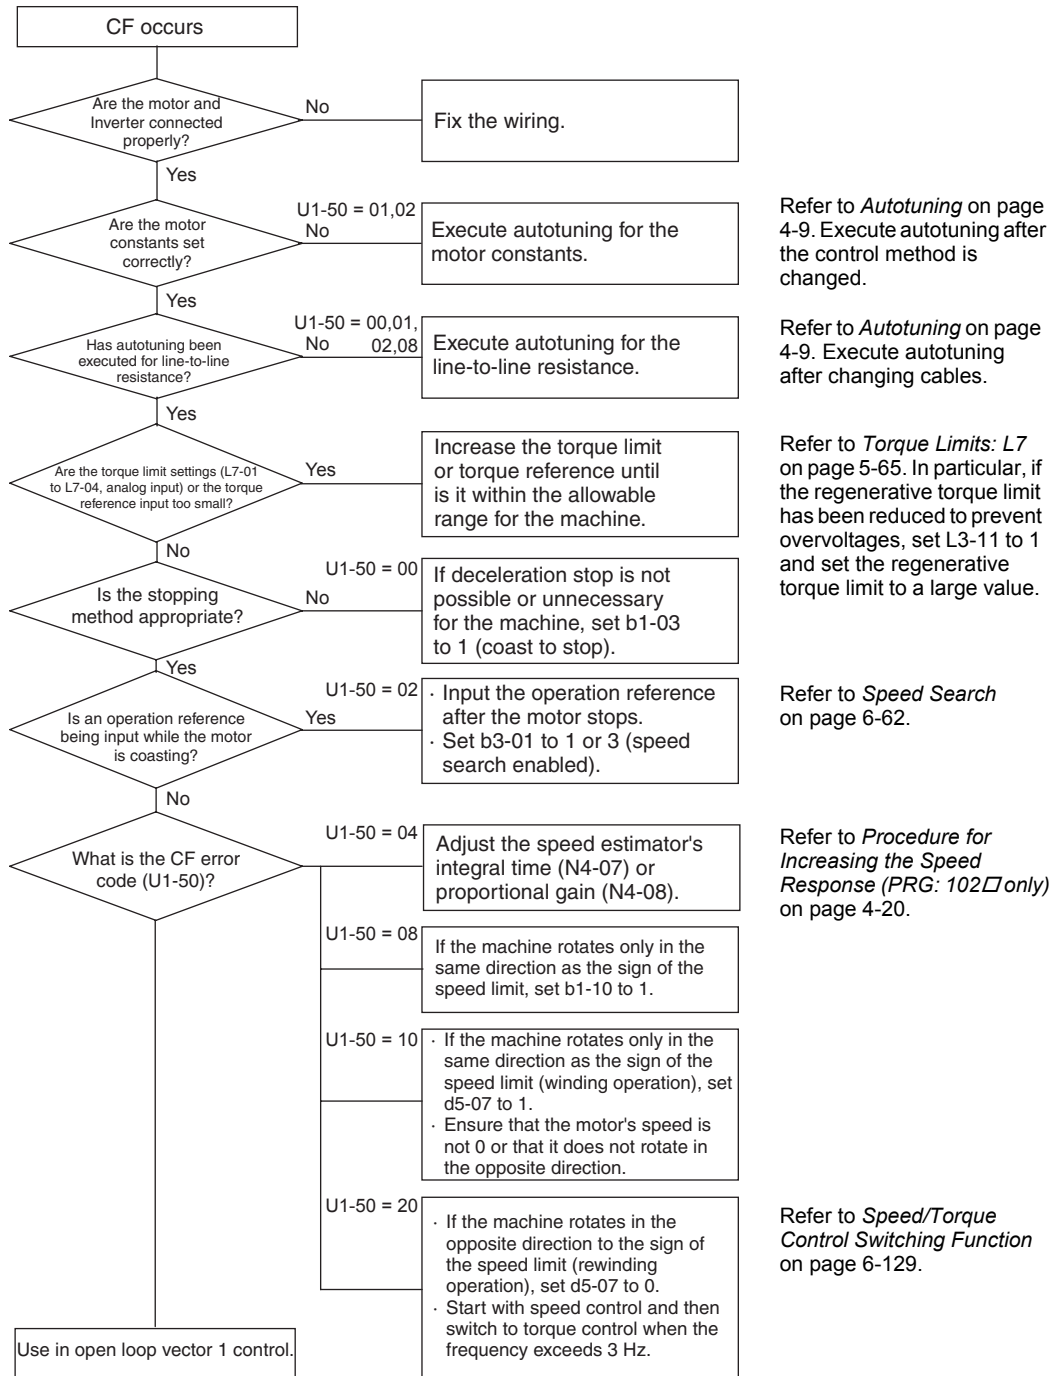 CF occurs
Are the motor and
Inverter connected
properly?
No
Fix the wiring.
Yes
Are the motor
constants set
correctly?
U1-50 = 01,02
No
Execute autotuning for the
motor constants.
Refer to Autotuning on page
4-9. Execute autotuning after
the control method is
changed.
Yes
Has autotuning been
executed for line-to-line
resistance?
U1-50 = 00,01,
No 02,08
Execute autotuning for the
line-to-line resistance.
Refer to Autotuning on page
4-9. Execute autotuning
after changing cables.
Yes
Are the torque limit settings (L7-01
to L7-04, analog input) or the torque
reference input too small?
Yes
Increase the torque limit
or torque reference until
is it within the allowable
range for the machine.
Refer to Torque Limits: L7
on page 5-65. In particular, if
the regenerative torque limit
has been reduced to prevent
overvoltages, set L3-11 to 1
and set the regenerative
torque limit to a large value.
No
Is the stopping
method appropriate?
U1-50 = 00
No
If deceleration stop is not
possible or unnecessary
for the machine, set b1-03
to 1 (coast to stop).
Yes
Is an operation reference
being input while the motor
is coasting?
U1-50 = 02
Yes
· Input the operation reference
after the motor stops.
· Set b3-01 to 1 or 3 (speed
search enabled).
Refer to Speed Search
on page 6-62.
No
What is the CF error
code (U1-50)?
U1-50 = 04
Adjust the speed estimator's
integral time (N4-07) or
proportional gain (N4-08).
Refer to Procedure for
Increasing the Speed
Response (PRG: 102□ only)
on page 4-20.
U1-50 = 08
If the machine rotates only in the
same direction as the sign of the
speed limit, set b1-10 to 1.
U1-50 = 10
· If the machine rotates only in the
same direction as the sign of the
speed limit (winding operation), set
d5-07 to 1.
· Ensure that the motor's speed is
not 0 or that it does not rotate in
the opposite direction.
U1-50 = 20
· If the machine rotates in the
opposite direction to the sign of
the speed limit (rewinding
operation), set d5-07 to 0.
· Start with speed control and then
switch to torque control when the
frequency exceeds 3 Hz.
Refer to Speed/Torque
Control Switching Function
on page 6-129.
Use in open loop vector 1 control.